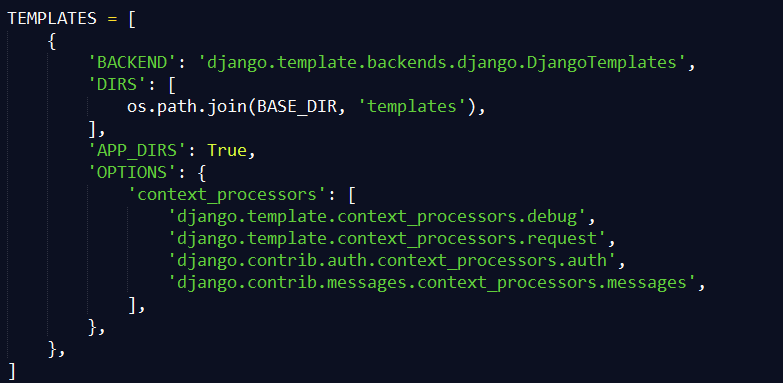 TEMPLATES = [
    {
        'BACKEND': 'django.template.backends.django.DjangoTemplates',
        'DIRS': [
            os.path.join(BASE_DIR, 'templates'),
        ],
        'APP_DIRS': True,
        'OPTIONS': {
            'context_processors': [
                'django.template.context_processors.debug',
                'django.template.context_processors.request',
                'django.contrib.auth.context_processors.auth',
                'django.contrib.messages.context_processors.messages',
            ],
        },
    },
]